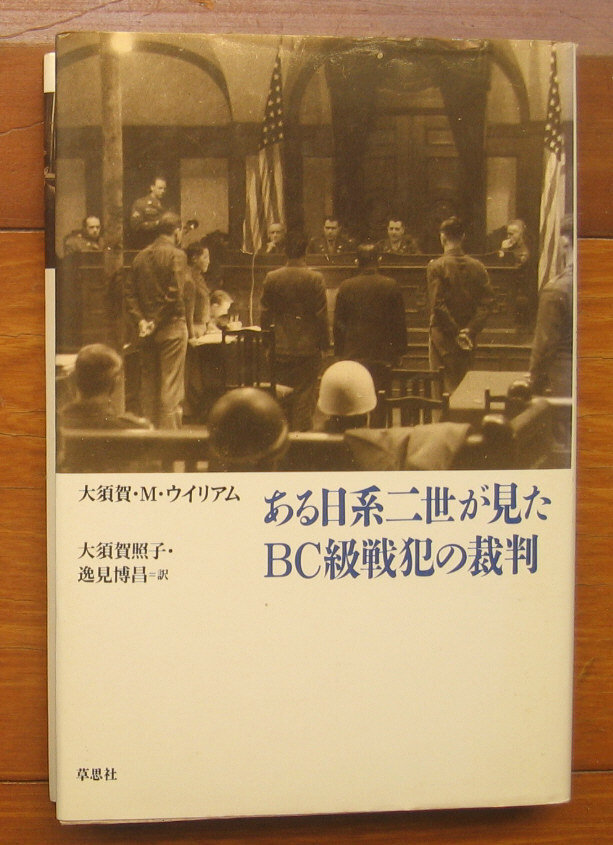 大須賀・M・ウイリアム
大須賀照子・
逸見博昌=訳
ある日系二世が見た
BC級戦犯の裁判
草思社